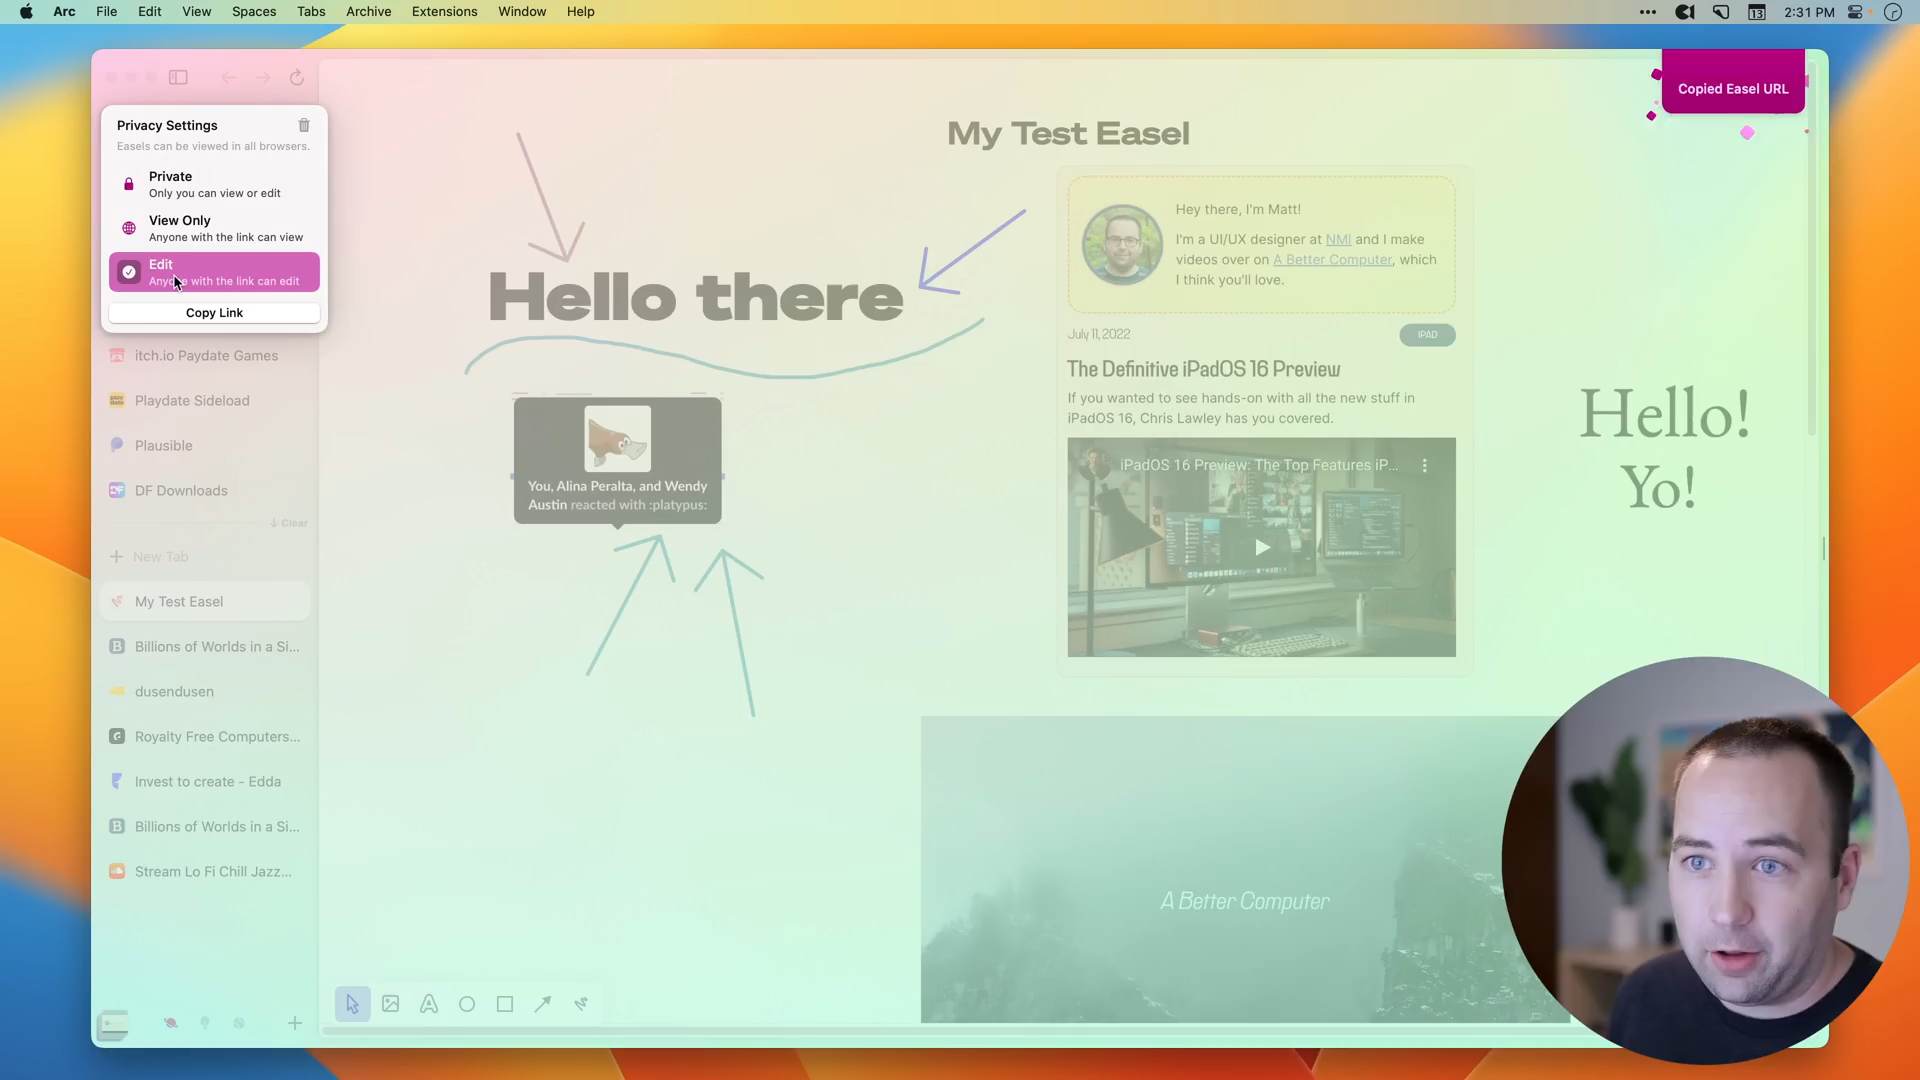 Arc File Edit View Spaces Tabs Archive Extensions Window Help
13 2:31 PM
Copied Easel URL
Privacy Settings
Easels can be viewed in all browsers.
Private
Only you can view or edit
View Only
Anyone with the link can view
Edit
Anyone with the link can edit
Copy Link
itch.io Paydate Games
Playdate Sideload
Plausible
DF Downloads
Clear
New Tab
My Test Easel
Billions of Worlds in a Si...
dusendusen
Royalty Free Computers...
Invest to create - Edda
Billions of Worlds in a Si...
Stream Lo Fi Chill Jazz...
My Test Easel
Hello there
You, Alina Peralta, and Wendy
Austin reacted with :platypus:
Hey there, I'm Matt!
I'm a UI/UX designer at NMI and I make
videos over on A Better Computer, which
I think you'll love.
July 11, 2022
IPAD
The Definitive iPadOS 16 Preview
If you wanted to see hands-on with all the new stuff in
iPadOS 16, Chris Lawley has you covered.
iPadOS 16 Preview: The Top Features iP...
Hello!
Yo!
A Better Computer